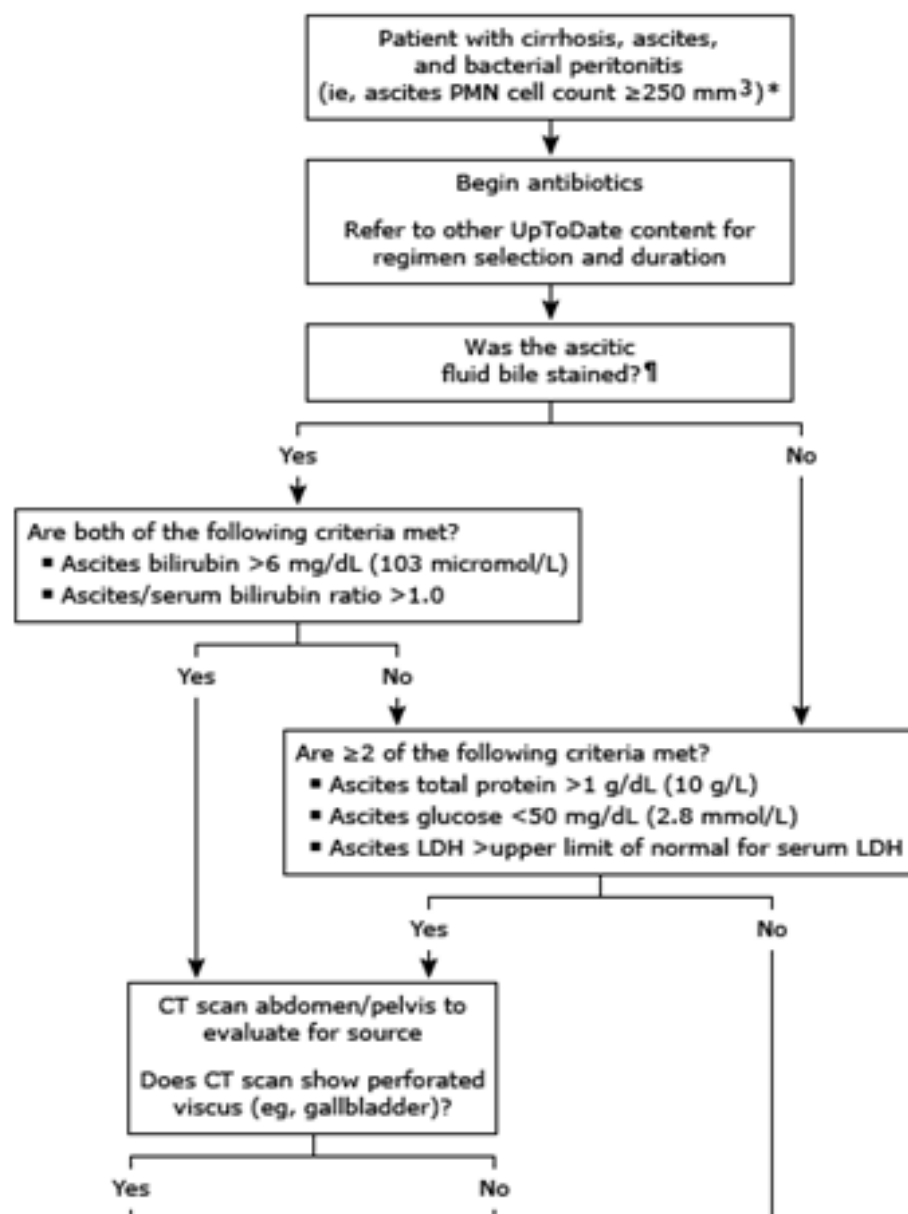 Patient with cirrhosis, ascites,
and bacterial peritonitis
(ie, ascites PMN cell count ≥250 mm³)*
Begin antibiotics
Refer to other UpToDate content for
regimen selection and duration
Was the ascitic
fluid bile stained?¶
Yes
No
Are both of the following criteria met?
■ Ascites bilirubin >6 mg/dL (103 micromol/L)
■ Ascites/serum bilirubin ratio >1.0
Yes
No
Are ≥2 of the following criteria met?
■ Ascites total protein >1 g/dL (10 g/L)
■ Ascites glucose <50 mg/dL (2.8 mmol/L)
■ Ascites LDH >upper limit of normal for serum LDH
Yes
No
CT scan abdomen/pelvis to
evaluate for source
Does CT scan show perforated
viscus (eg, gallbladder)?
Yes
No